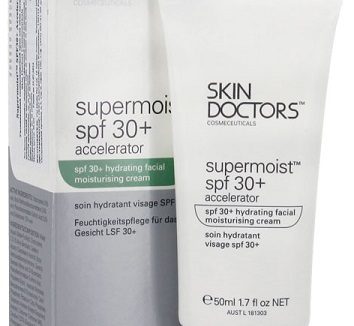 COSMECEUTICALS
supermoist
spf 30+
accelerator
spf 30+ hydrating facial
moisturising cream
soin hydratant visage SPF
Feuchtigkeitspflege für das
Gesicht LSF 30+
SKIN
DOCTORS™
COSMECEUTICALS
supermoist™
spf 30+
accelerator
spf 30+ hydrating facial
moisturising cream
soin hydratant
visage spf 30+
℮50ml 1.7 fl oz NET
AUST L 181303